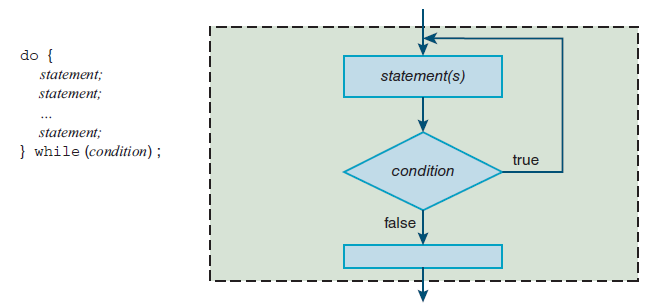 do {
statement;
statement;
...
statement;
} while (condition) ;
statement(s)
condition
true
false